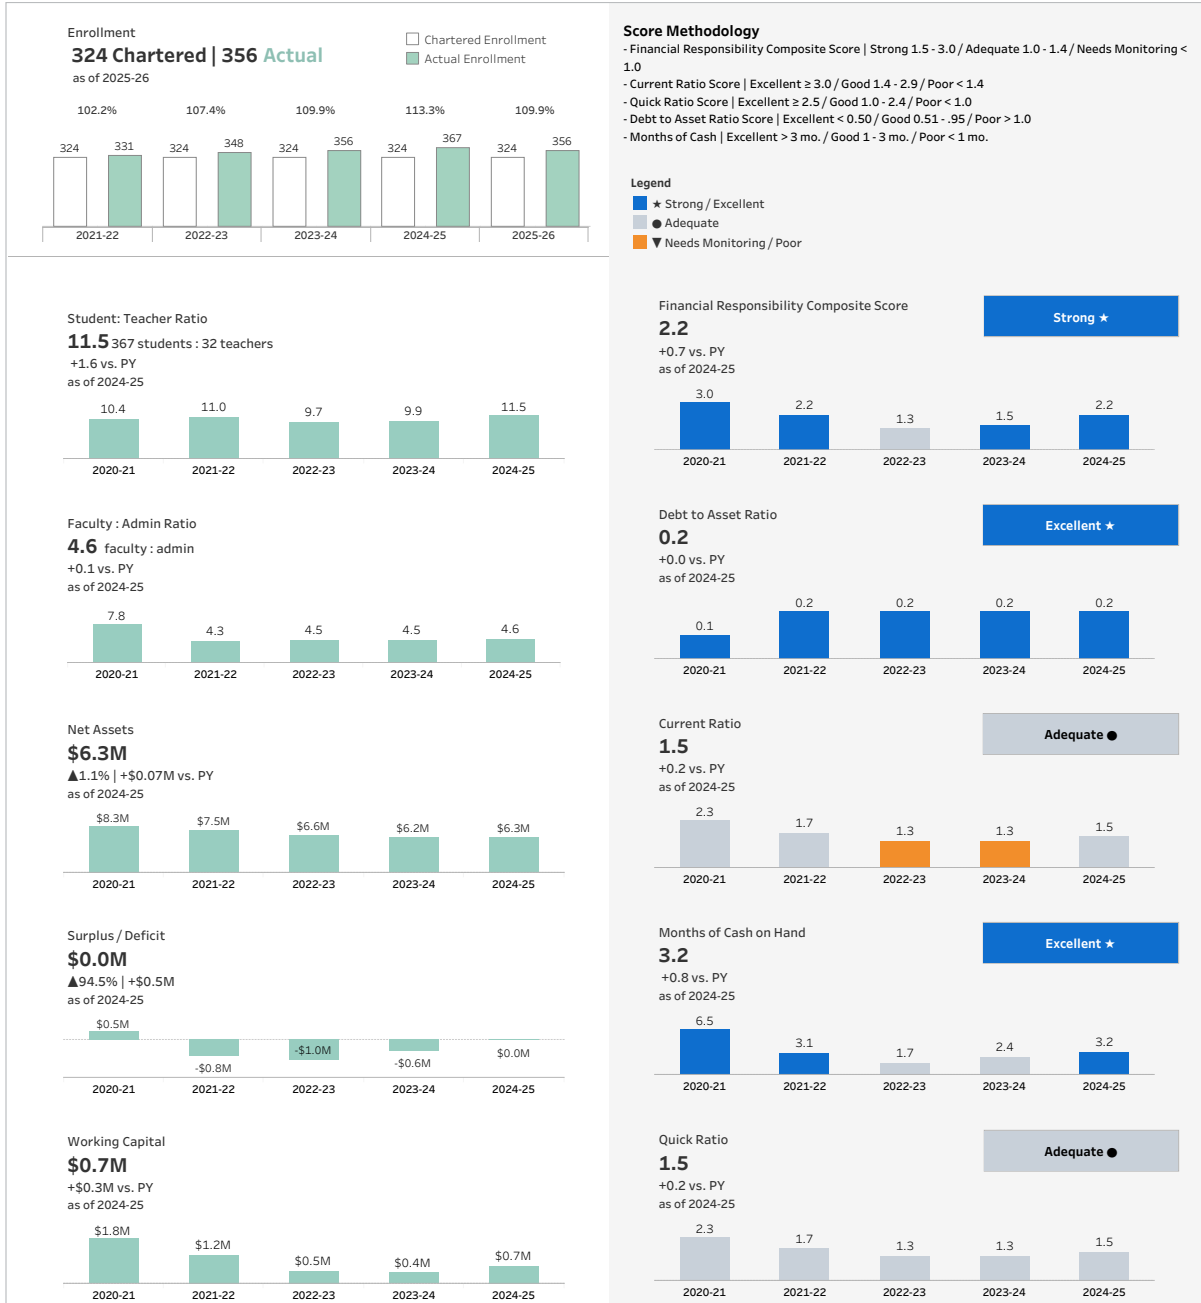 Enrollment
324 Chartered | 356 Actual
as of 2025-26
Chartered Enrollment
Actual Enrollment
102.2% 107.4% 109.9% 113.3% 109.9%
324 331 324 348 324 356 324 367 324 356
2021-22 2022-23 2023-24 2024-25 2025-26
Student: Teacher Ratio
11.5 367 students : 32 teachers
+1.6 vs. PY
as of 2024-25
10.4 11.0 9.7 9.9 11.5
2020-21 2021-22 2022-23 2023-24 2024-25
Faculty : Admin Ratio
4.6 faculty : admin
+0.1 vs. PY
as of 2024-25
7.8 4.3 4.5 4.5 4.6
2020-21 2021-22 2022-23 2023-24 2024-25
Net Assets
$6.3M
▲1.1% | +$0.07M vs. PY
as of 2024-25
$8.3M $7.5M $6.6M $6.2M $6.3M
2020-21 2021-22 2022-23 2023-24 2024-25
Surplus / Deficit
$0.0M
▲94.5% | +$0.5M
as of 2024-25
$0.5M -$0.8M -$1.0M -$0.6M $0.0M
2020-21 2021-22 2022-23 2023-24 2024-25
Working Capital
$0.7M
+$0.3M vs. PY
as of 2024-25
$1.8M $1.2M $0.5M $0.4M $0.7M
2020-21 2021-22 2022-23 2023-24 2024-25
Score Methodology
- Financial Responsibility Composite Score | Strong 1.5 - 3.0 / Adequate 1.0 - 1.4 / Needs Monitoring <
1.0
- Current Ratio Score | Excellent ≥ 3.0 / Good 1.4 - 2.9 / Poor < 1.4
- Quick Ratio Score | Excellent ≥ 2.5 / Good 1.0 - 2.4 / Poor < 1.0
- Debt to Asset Ratio Score | Excellent < 0.50 / Good 0.51 - .95 / Poor > 1.0
- Months of Cash | Excellent > 3 mo. / Good 1 - 3 mo. / Poor < 1 mo.
Legend
★ Strong / Excellent
● Adequate
▼ Needs Monitoring / Poor
Financial Responsibility Composite Score
Strong ★
2.2
+0.7 vs. PY
as of 2024-25
3.0 2.2 1.3 1.5 2.2
2020-21 2021-22 2022-23 2023-24 2024-25
Debt to Asset Ratio
Excellent ★
0.2
+0.0 vs. PY
as of 2024-25
0.1 0.2 0.2 0.2 0.2
2020-21 2021-22 2022-23 2023-24 2024-25
Current Ratio
Adequate ●
1.5
+0.2 vs. PY
as of 2024-25
2.3 1.7 1.3 1.3 1.5
2020-21 2021-22 2022-23 2023-24 2024-25
Months of Cash on Hand
Excellent ★
3.2
+0.8 vs. PY
as of 2024-25
6.5 3.1 1.7 2.4 3.2
2020-21 2021-22 2022-23 2023-24 2024-25
Quick Ratio
Adequate ●
1.5
+0.2 vs. PY
as of 2024-25
2.3 1.7 1.3 1.3 1.5
2020-21 2021-22 2022-23 2023-24 2024-25